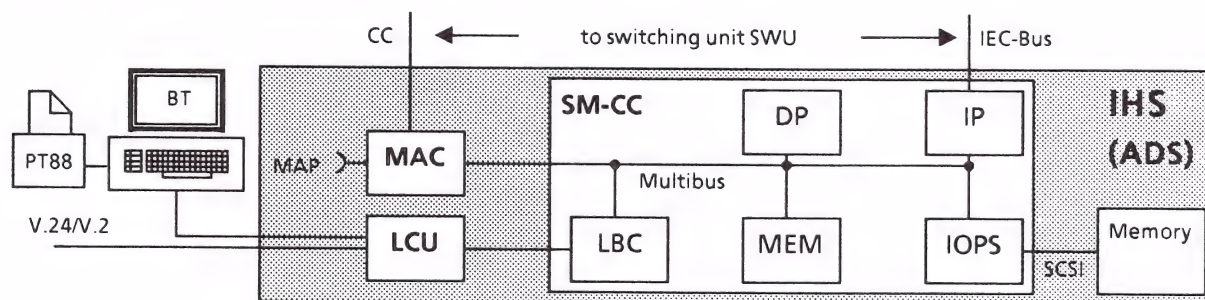 CC
to switching unit SWU
IEC-Bus
BT
SM-CC
DP
IP
IHS
(ADS)
PT88
MAP
MAC
Multibus
V.24/V.2
LCU
LBC
MEM
IOPS
Memory
SCSI